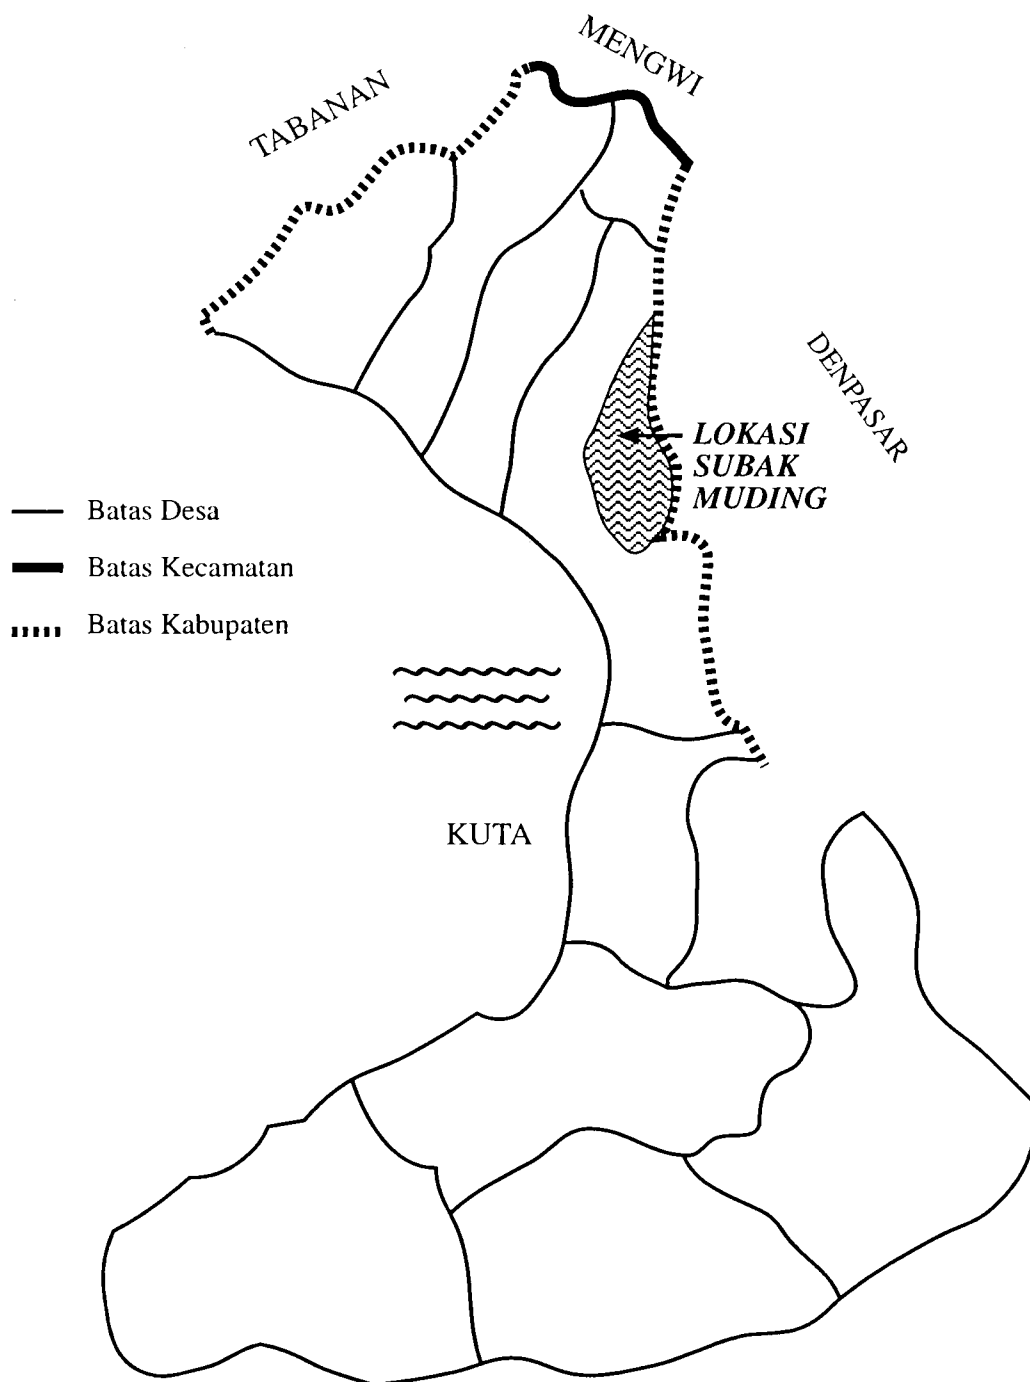 MENGWI
TABANAN
DENPASAR
LOKASI
SUBAK
MUDING
Batas Desa
Batas Kecamatan
Batas Kabupaten
KUTA